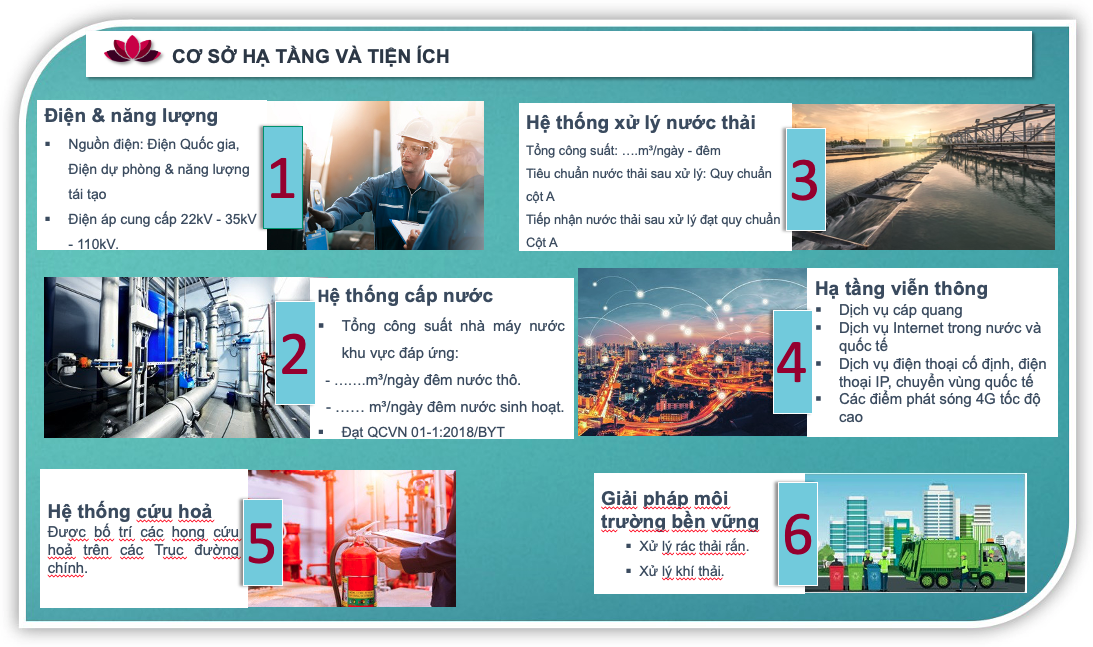 CƠ SỞ HẠ TẦNG VÀ TIỆN ÍCH
Điện & năng lượng
▪ Nguồn điện: Điện Quốc gia,
Điện dự phòng & năng lượng
tái tạo
▪ Điện áp cung cấp 22kV - 35kV
- 110kV.
1
Hệ thống cấp nước
▪ Tổng công suất nhà máy nước
khu vực đáp ứng:
- …….m³/ngày đêm nước thô.
- …… m³/ngày đêm nước sinh hoạt.
▪ Đạt QCVN 01-1:2018/BYT
2
Hệ thống xử lý nước thải
Tổng công suất: ….m³/ngày - đêm
Tiêu chuẩn nước thải sau xử lý: Quy chuẩn
cột A
Tiếp nhận nước thải sau xử lý đạt quy chuẩn
Cột A
3
Hạ tầng viễn thông
▪ Dịch vụ cáp quang
▪ Dịch vụ Internet trong nước và
quốc tế
▪ Dịch vụ điện thoại cố định, điện
thoại IP, chuyển vùng quốc tế
▪ Các điểm phát sóng 4G tốc độ
cao
4
Hệ thống cứu hoả
Được bố trí các họng cứu
hoả trên các Trục đường
chính.
5
Giải pháp môi
trường bền vững
▪ Xử lý rác thải rắn.
▪ Xử lý khí thải.
6